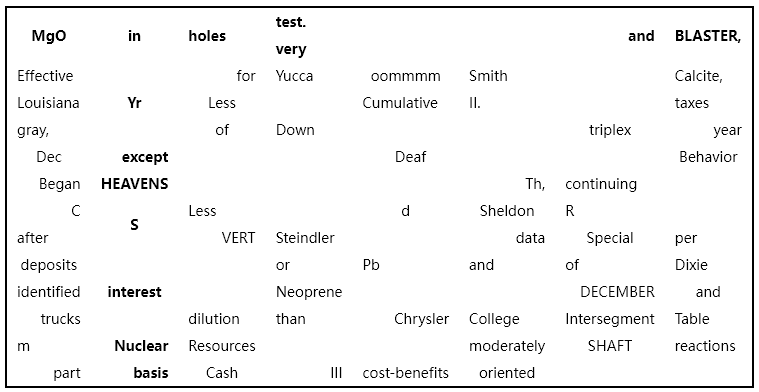 MgO in holes test. very and BLASTER,
Effective for Yucca oommmm Smith Calcite,
Louisiana Yr Less Cumulative II. taxes
gray, of Down triplex year
Dec except Deaf Behavior
Began HEAVENS Th, continuing
C S Less d Sheldon R
after VERT Steindler data Special per
deposits or Pb and of Dixie
identified interest Neoprene DECEMBER and
trucks dilution than Chrysler College Intersegment Table
m Nuclear Resources moderately SHAFT reactions
part basis Cash III cost-benefits oriented